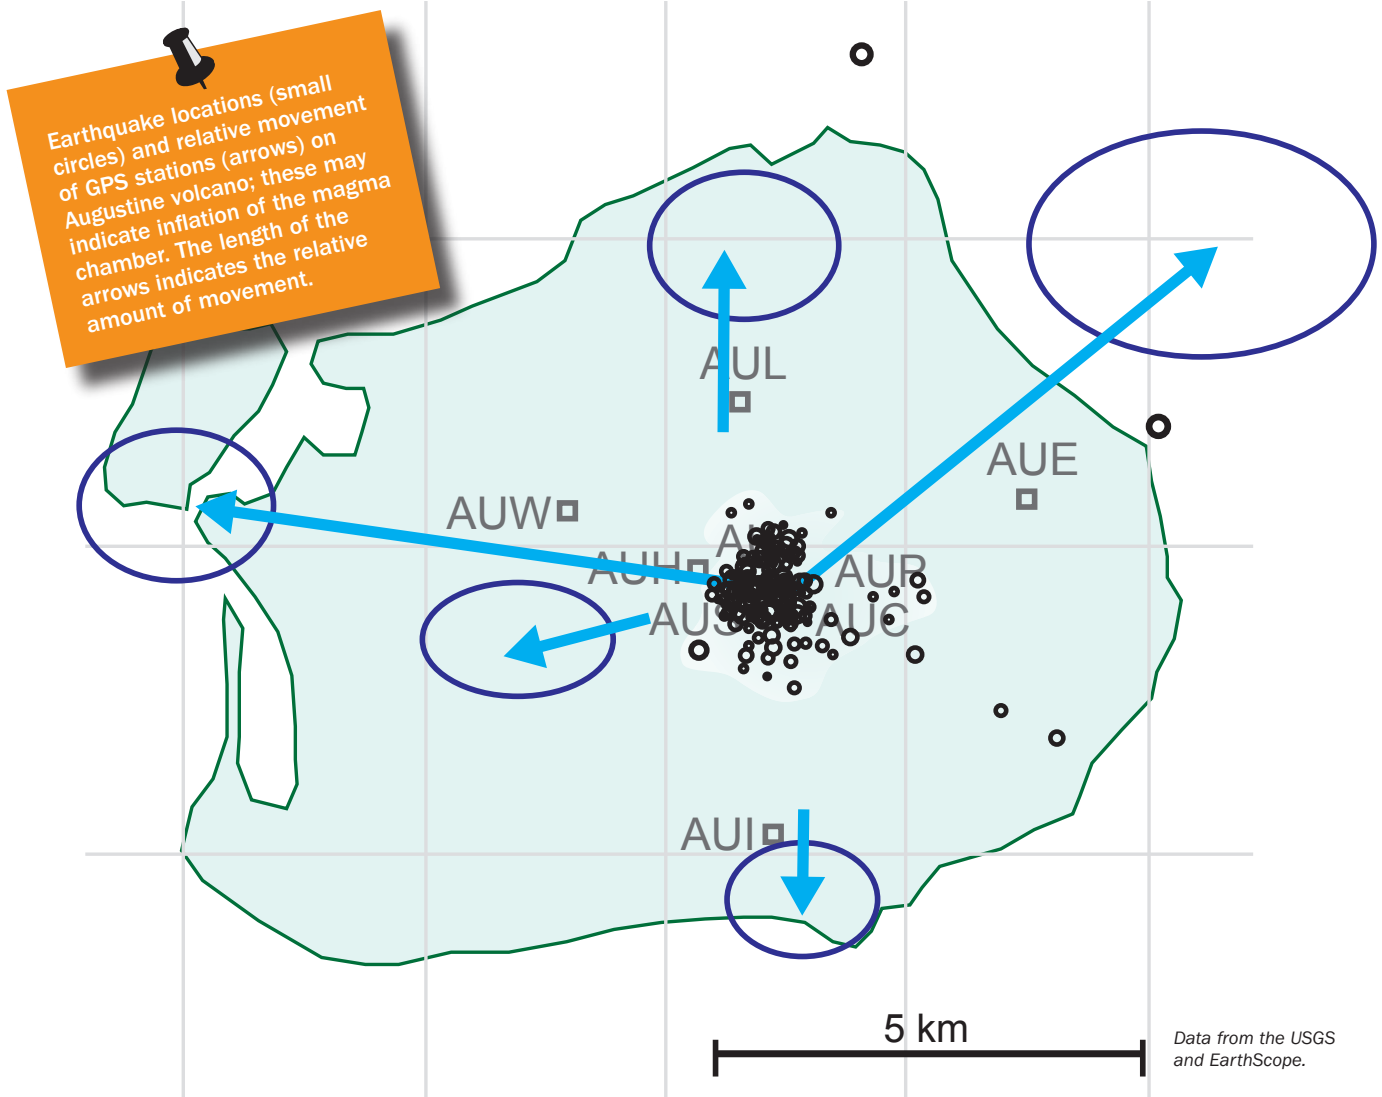 Earthquake locations (small
circles) and relative movement
of GPS stations (arrows) on
Augustine volcano; these may
indicate inflation of the magma
chamber. The length of the
arrows indicates the relative
amount of movement.
AUL
AUE
AUW
AUH
AUP
AUS
AUC
AUI
5 km
Data from the USGS
and EarthScope.